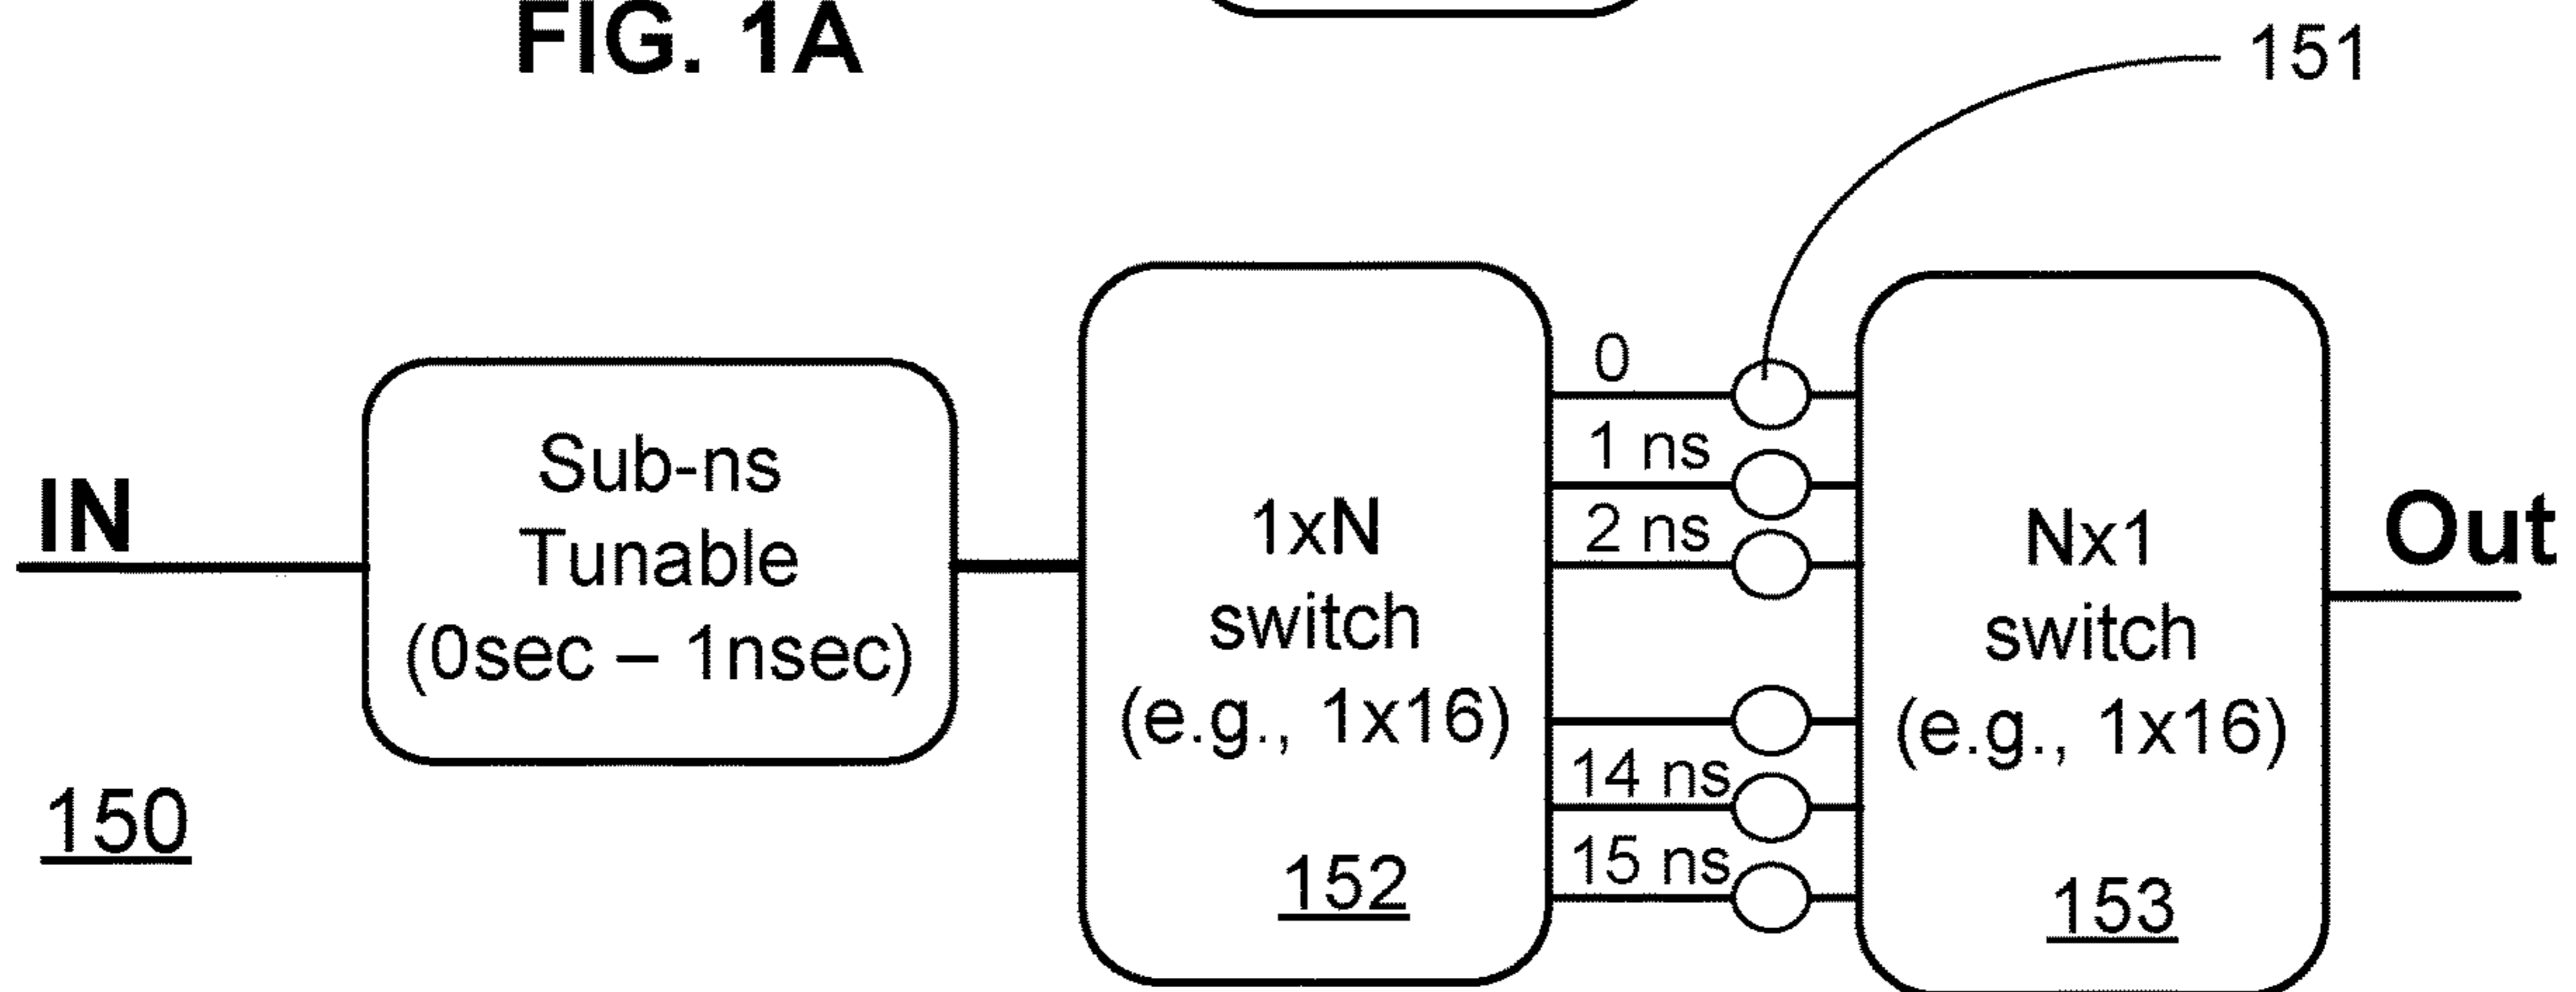 FIG. 1A
151
IN
Sub-ns
Tunable
(0sec – 1nsec)
150
1xN
switch
(e.g., 1x16)
152
0
1 ns
2 ns
14 ns
15 ns
Nx1
switch
(e.g., 1x16)
153
Out